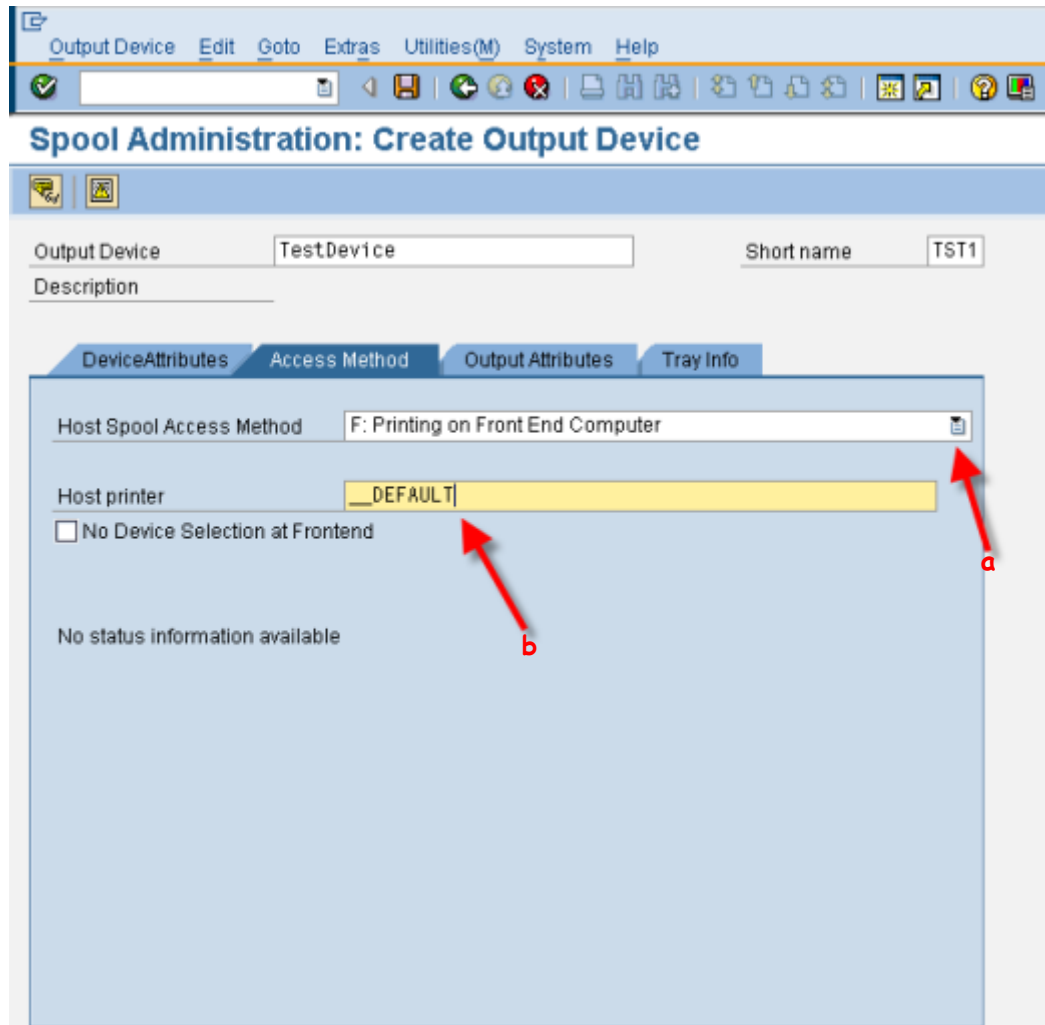 Output Device Edit Goto Extras Utilities(M) System Help
Spool Administration: Create Output Device
Output Device TestDevice Short name TST1
Description
DeviceAttributes Access Method Output Attributes Tray Info
Host Spool Access Method F: Printing on Front End Computer
Host printer __DEFAULT
No Device Selection at Frontend
a
No status information available
b